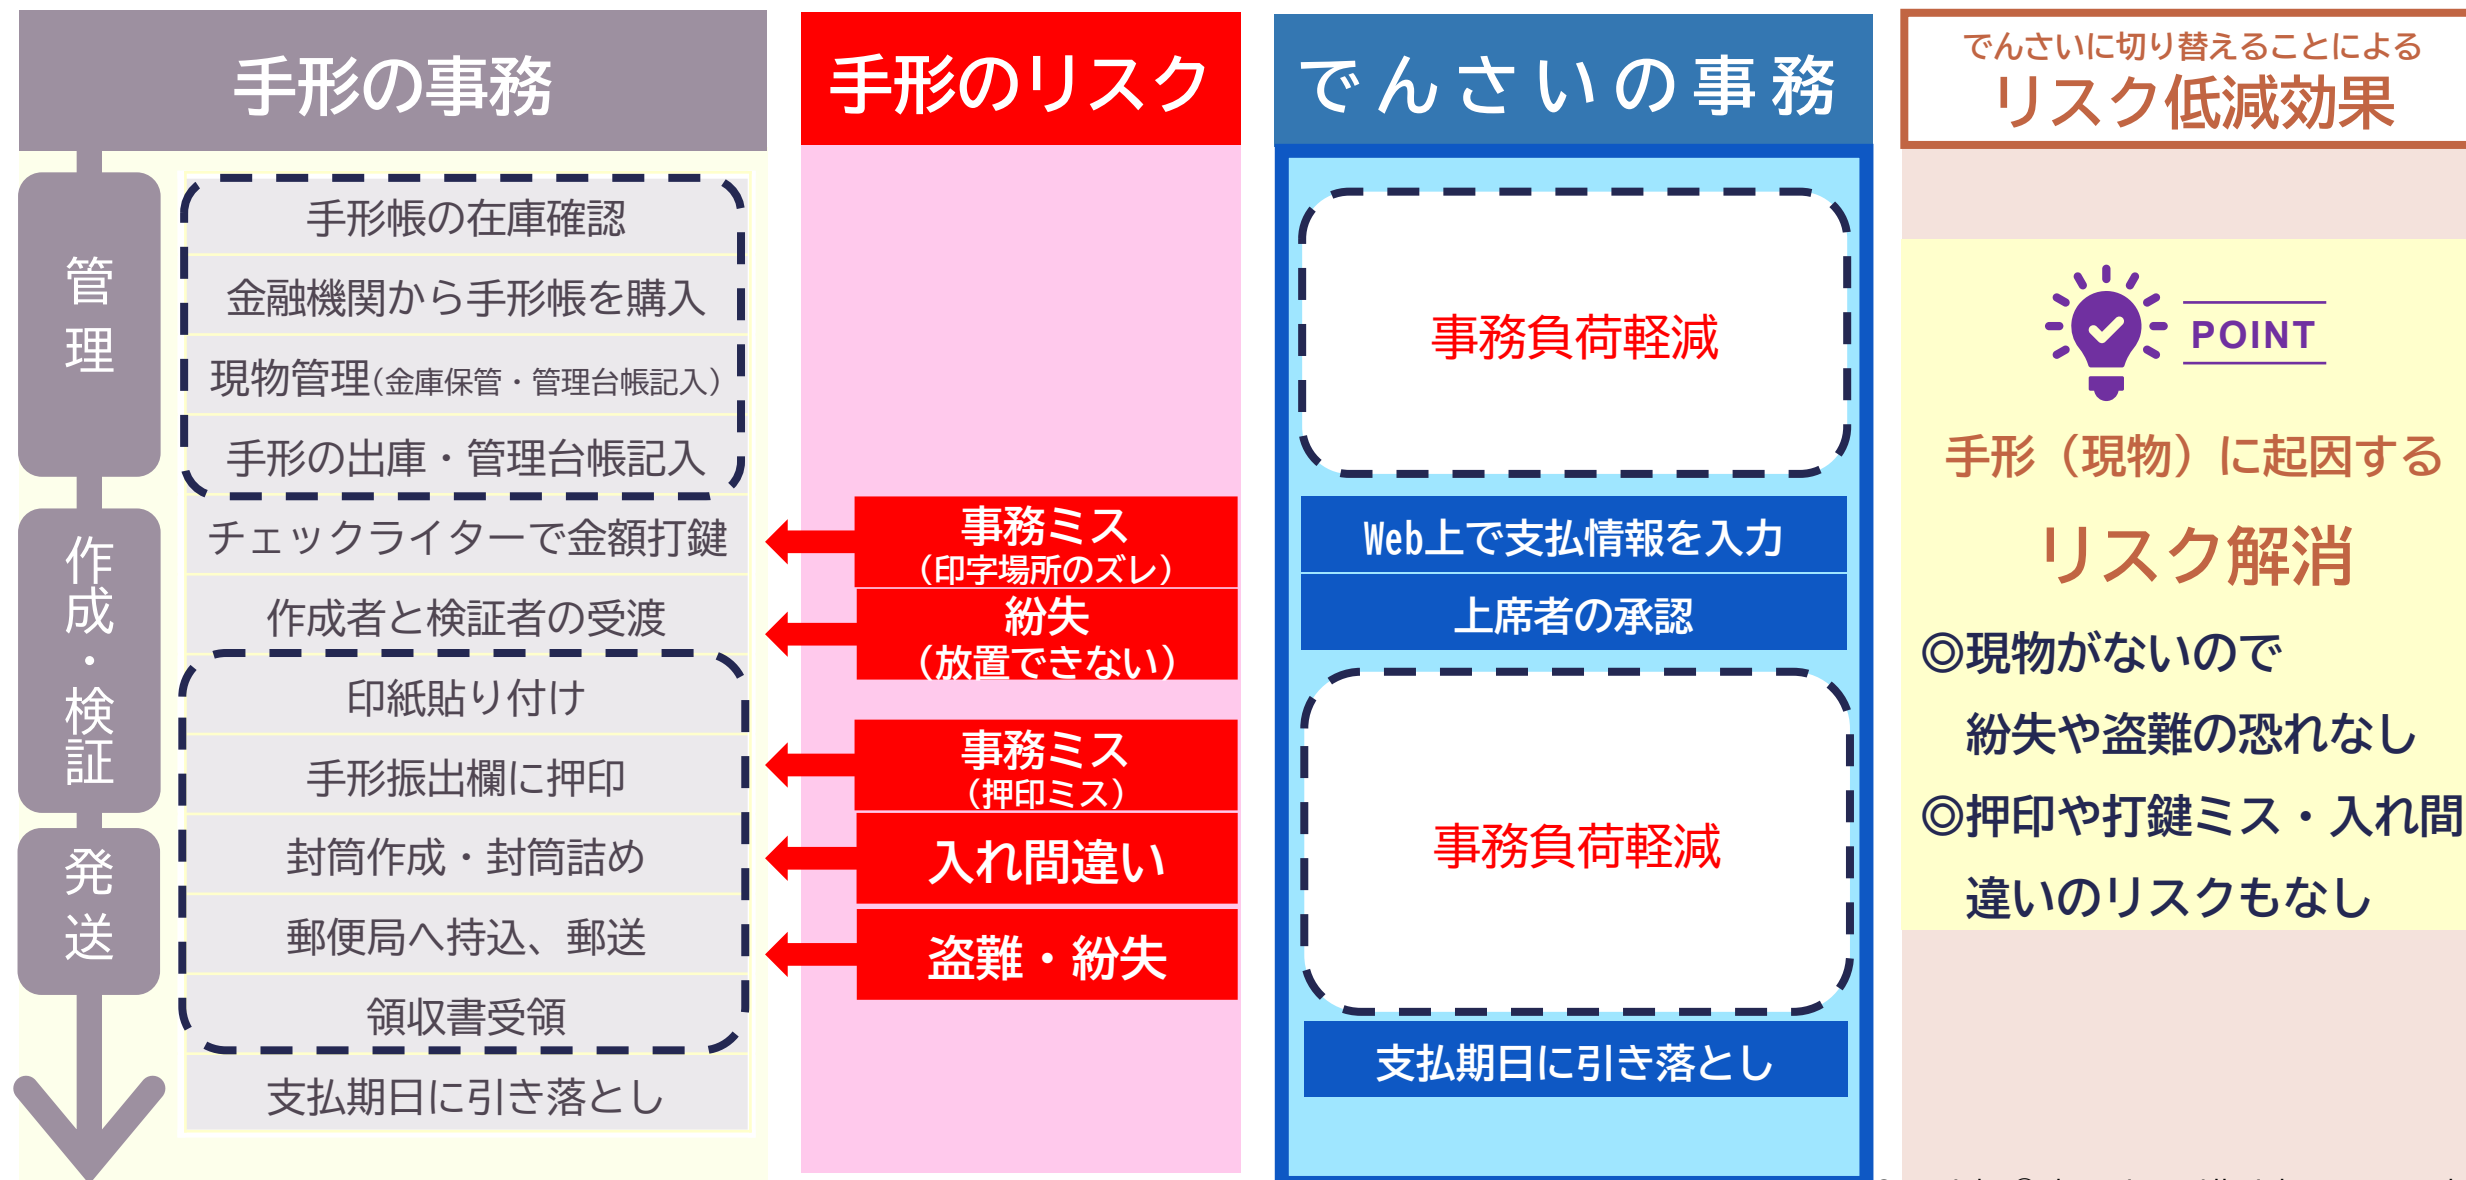 手形の事務
管理
作成・検証
発送
手形帳の在庫確認
金融機関から手形帳を購入
現物管理(金庫保管・管理台帳記入)
手形の出庫・管理台帳記入
チェックライターで金額打鍵
作成者と検証者の受渡
印紙貼り付け
手形振出欄に押印
封筒作成・封筒詰め
郵便局へ持込、郵送
領収書受領
支払期日に引き落とし
手形のリスク
事務ミス
（印字場所のズレ）
紛失
（放置できない）
事務ミス
（押印ミス）
入れ間違い
盗難・紛失
でんさいの事務
事務負荷軽減
Web上で支払情報を入力
上席者の承認
事務負荷軽減
支払期日に引き落とし
でんさいに切り替えることによる
リスク低減効果
POINT
手形（現物）に起因する
リスク解消
◎現物がないので
紛失や盗難の恐れなし
◎押印や打鍵ミス・入れ間
違いのリスクもなし